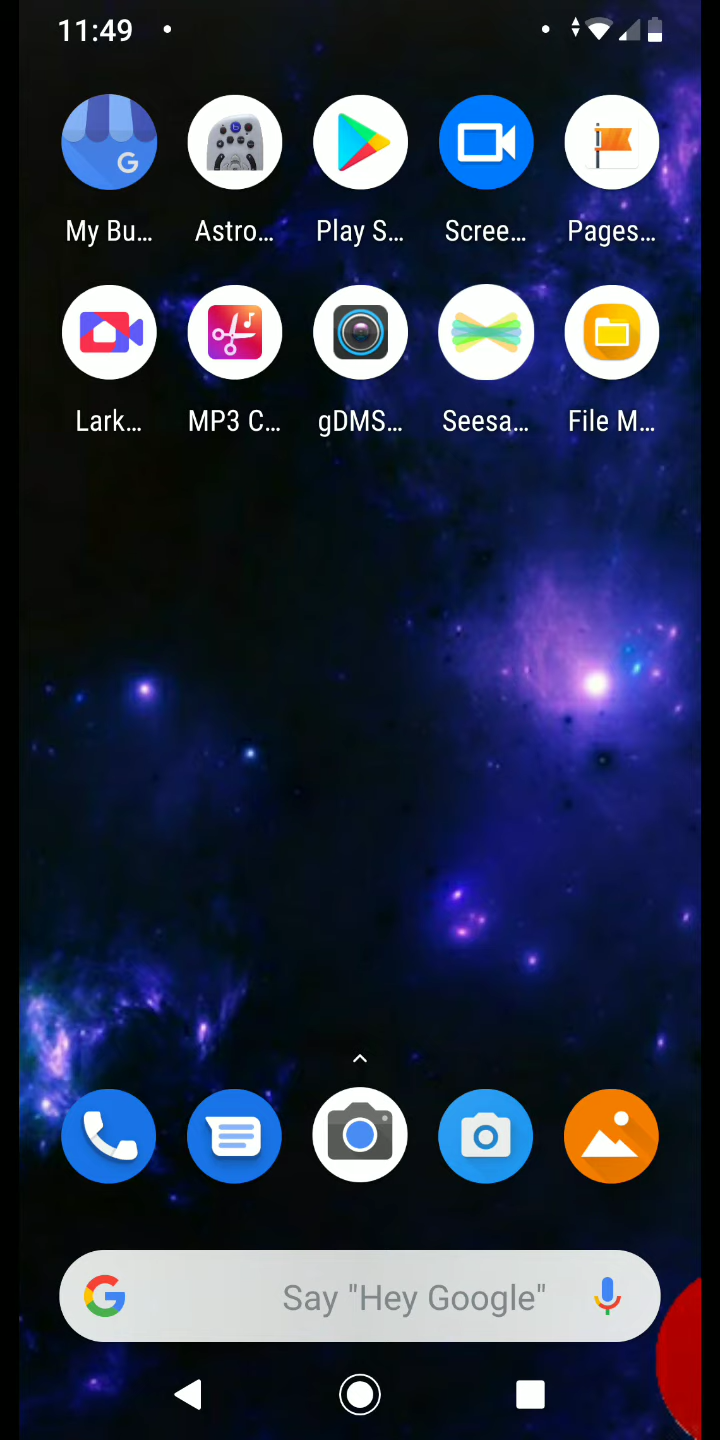 11:49
My Bu… Astro… Play S… Scree… Pages…
Lark… MP3 C… gDMS… Seesa… File M…
Say "Hey Google"